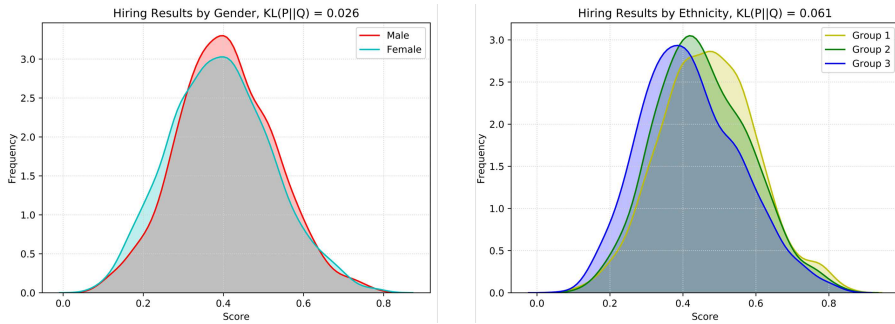 Hiring Results by Gender, KL(P||Q) = 0.026
Male
Female
Frequency
3.0
2.5
2.0
1.5
1.0
0.5
0.0
0.0 0.2 0.4 0.6 0.8
Score
Hiring Results by Ethnicity, KL(P||Q) = 0.061
Group 1
Group 2
Group 3
Frequency
3.0
2.5
2.0
1.5
1.0
0.5
0.0
0.0 0.2 0.4 0.6 0.8
Score